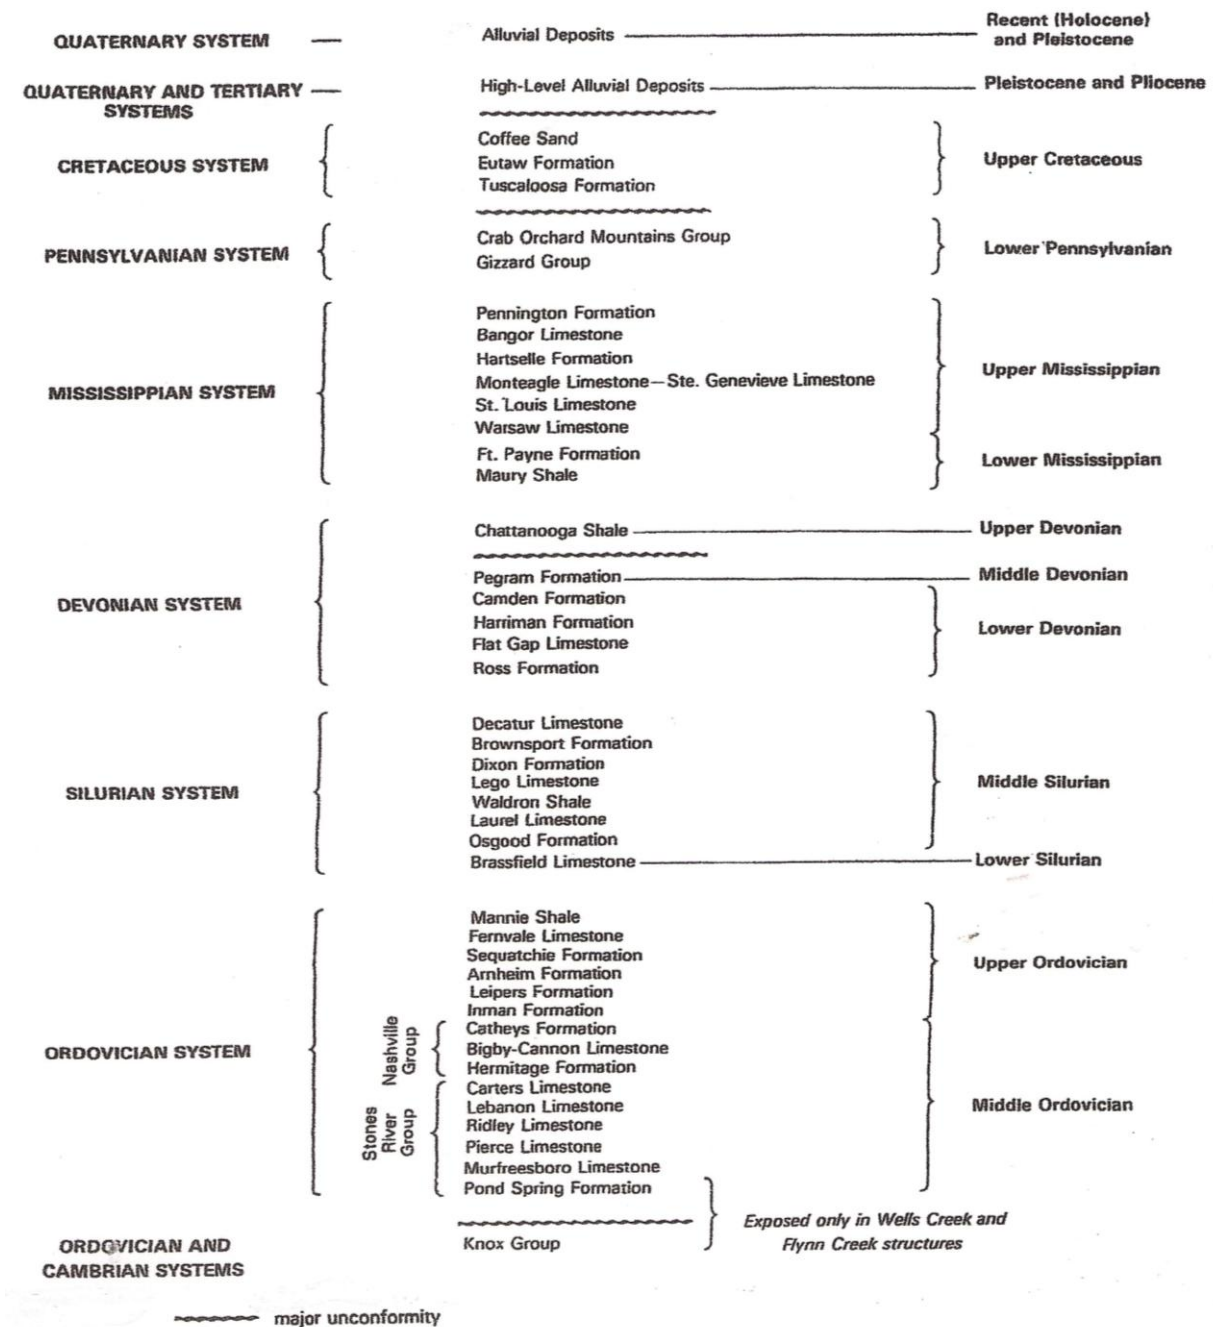 QUATERNARY SYSTEM — Alluvial Deposits Recent (Holocene)
and Pleistocene
QUATERNARY AND TERTIARY — High-Level Alluvial Deposits Pleistocene and Pliocene
SYSTEMS
Coffee Sand
CRETACEOUS SYSTEM Eutaw Formation Upper Cretaceous
Tuscaloosa Formation
Crab Orchard Mountains Group
PENNSYLVANIAN SYSTEM Lower Pennsylvanian
Gizzard Group
Pennington Formation
Bangor Limestone
Hartselle Formation
Upper Mississippian
MISSISSIPPIAN SYSTEM Monteagle Limestone—Ste. Genevieve Limestone
St. Louis Limestone
Warsaw Limestone
Ft. Payne Formation
Lower Mississippian
Maury Shale
Chattanooga Shale Upper Devonian
Pegram Formation Middle Devonian
DEVONIAN SYSTEM Camden Formation
Harriman Formation Lower Devonian
Flat Gap Limestone
Ross Formation
Decatur Limestone
Brownsport Formation
Dixon Formation
SILURIAN SYSTEM Lego Limestone Middle Silurian
Waldron Shale
Laurel Limestone
Osgood Formation
Brassfield Limestone Lower Silurian
Mannie Shale
Fernvale Limestone
Sequatchie Formation Upper Ordovician
Arnheim Formation
Leipers Formation
Inman Formation
ORDOVICIAN SYSTEM
Nashville
Group
Catheys Formation
Bigby-Cannon Limestone
Hermitage Formation
Stones
River
Group
Carters Limestone
Lebanon Limestone Middle Ordovician
Ridley Limestone
Pierce Limestone
Murfreesboro Limestone
Pond Spring Formation
Exposed only in Wells Creek and
Flynn Creek structures
ORDOVICIAN AND Knox Group
CAMBRIAN SYSTEMS
major unconformity